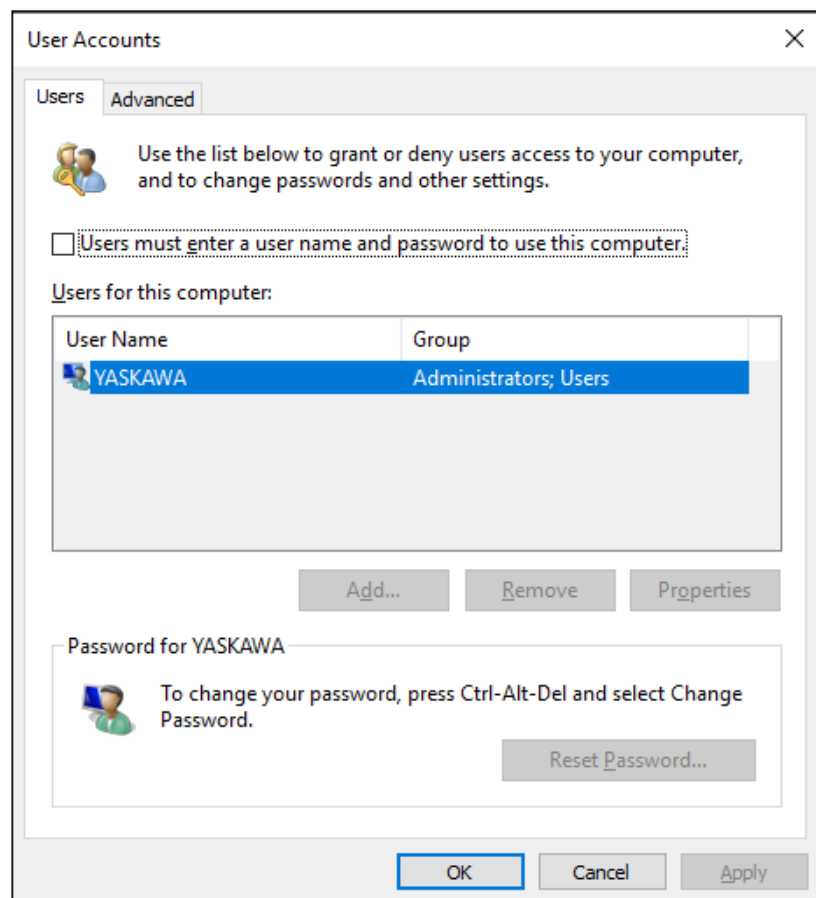 User Accounts
Users
Advanced
Use the list below to grant or deny users access to your computer,
and to change passwords and other settings.
Users must enter a user name and password to use this computer.
Users for this computer:
User Name Group
YASKAWA Administrators; Users
Add... Remove Properties
Password for YASKAWA
To change your password, press Ctrl-Alt-Del and select Change
Password.
Reset Password...
OK Cancel Apply